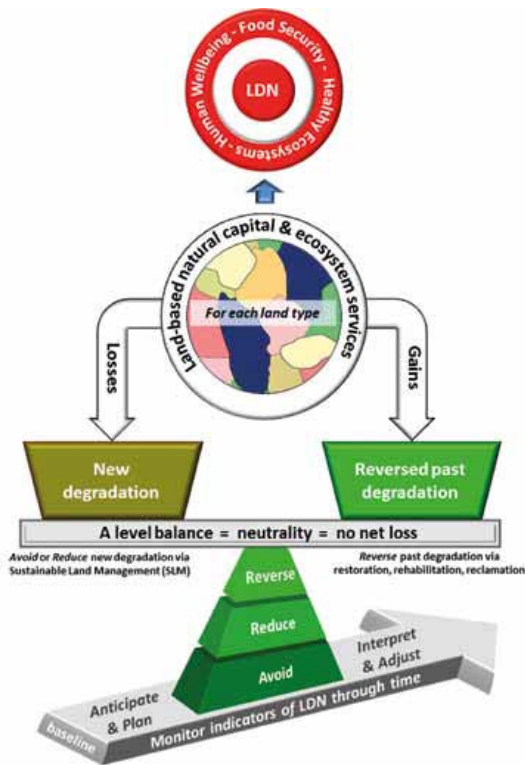 Human Wellbeing - Food Security - Healthy Ecosystems -
LDN
Land-based natural capital & ecosystem services
For each land type
Losses
Gains
New
degradation
Reversed past
degradation
A level balance = neutrality = no net loss
Avoid or Reduce new degradation via
Sustainable Land Management (SLM)
Reverse past degradation via
restoration, rehabilitation, reclamation
Reverse
Reduce
Avoid
Anticipate
& Plan
Interpret
& Adjust
baseline
Monitor indicators of LDN through time